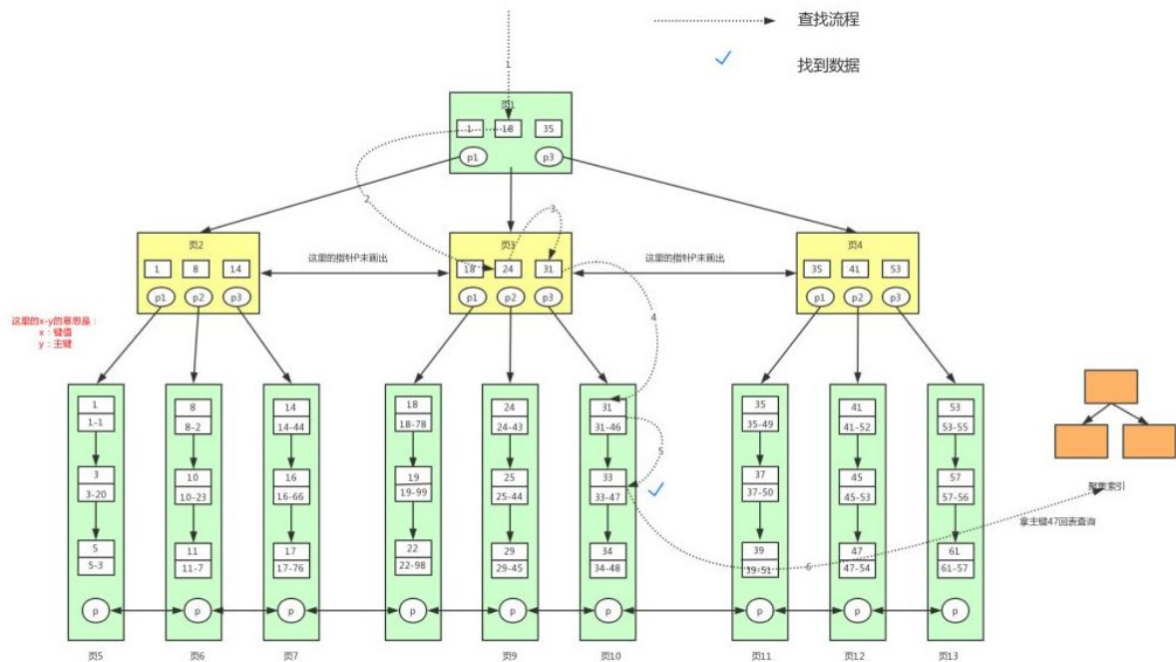 查找流程
找到数据
1
页1
1 18 35
p1 p3
2
3
页2
1 8 14
p1 p2 p3
这里的指针P未画出
页3
18 24 31
p1 p2 p3
这里的指针P未画出
页4
35 41 53
p1 p2 p3
4
这里的x-y的意思是：
x：键值
y：主键
1
1-1
3
3-20
5
5-3
p
页5
8
8-2
10
10-23
11
11-7
p
页6
14
14-44
16
16-66
17
17-76
p
页7
18
18-78
19
19-99
22
22-98
p
24
24-43
25
25-44
29
29-45
p
页9
31
31-46
33
33-47
34
34-48
p
页10
5
6
35
35-49
37
37-50
39
39-51
p
页11
41
41-52
45
45-53
47
47-54
p
页12
53
53-55
57
57-56
61
61-57
p
页13
聚集索引
拿主键47回表查询